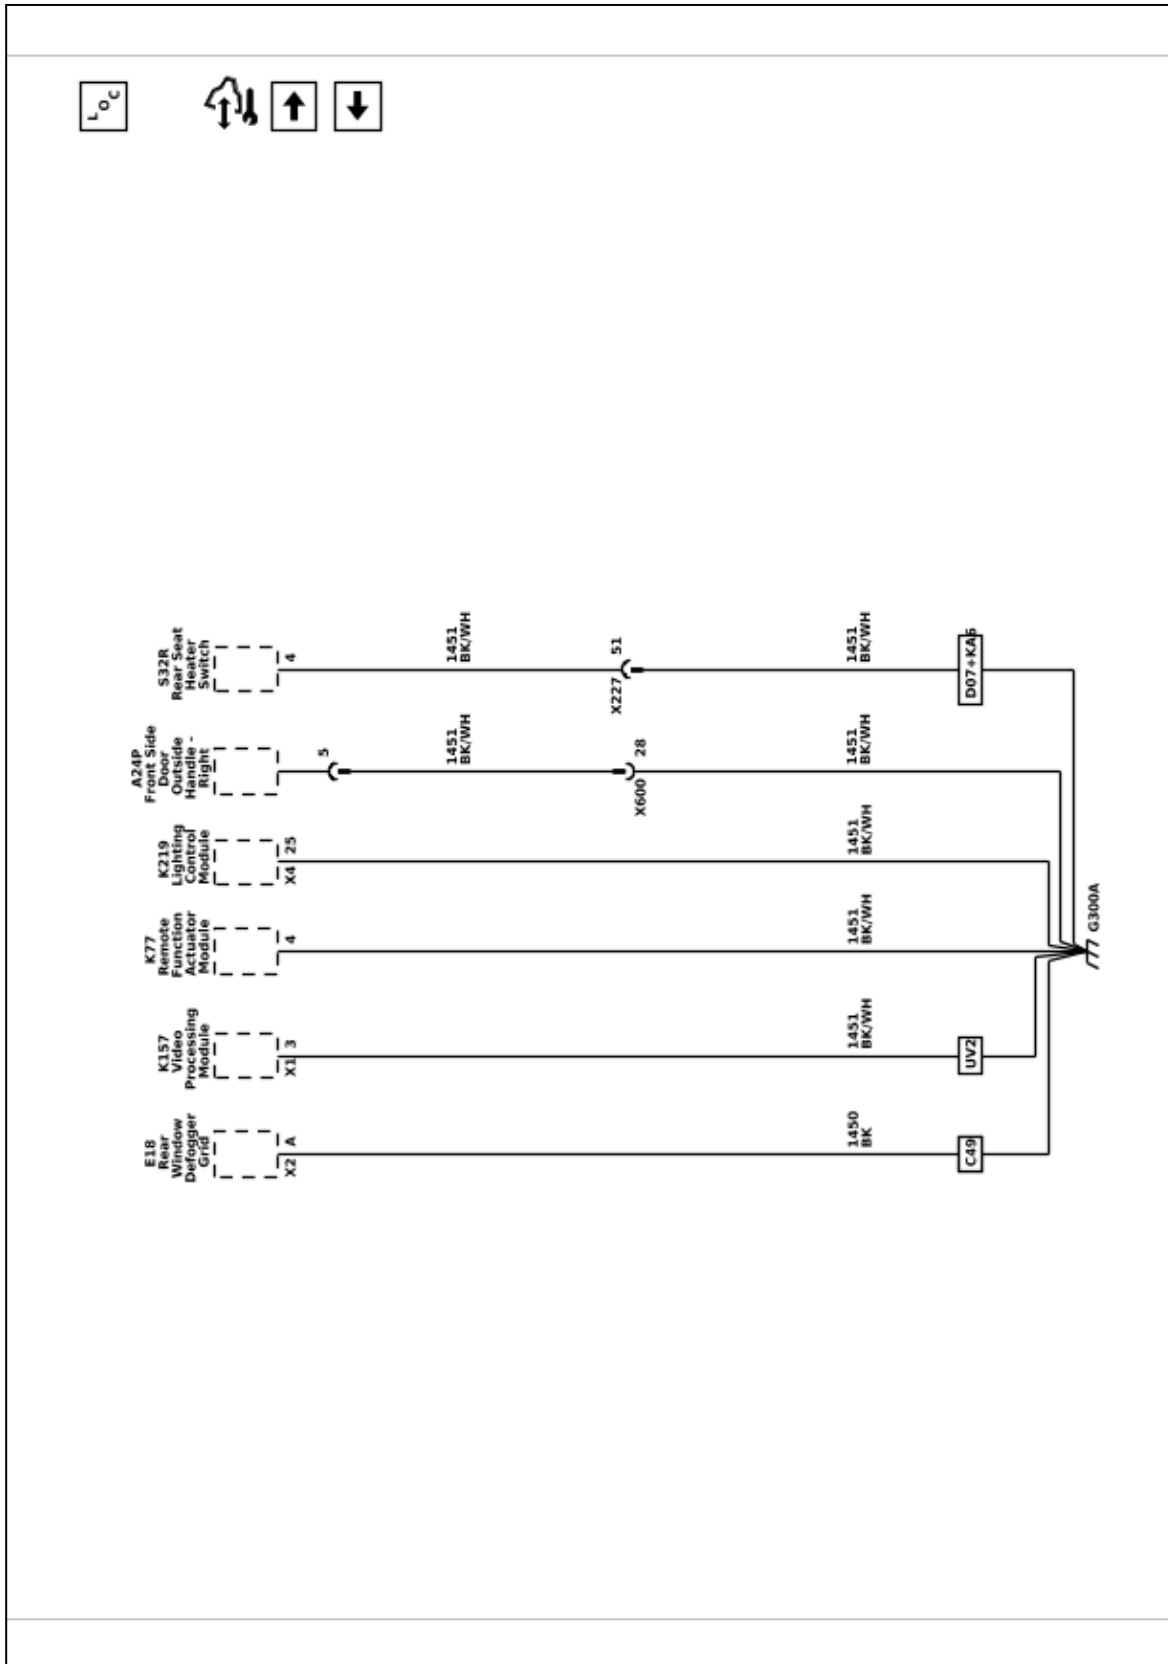 LOC
E18
Rear
Window
Defogger
Grid
X2 A
1450
BK
C49
K157
Video
Processing
Module
X1 3
1451
BK/WH
UV2
K77
Remote
Function
Actuator
Module
4
1451
BK/WH
K219
Lighting
Control
Module
X4 25
1451
BK/WH
A24P
Front Side
Door
Outside
Handle -
Right
5
1451
BK/WH
X600 28
1451
BK/WH
S32R
Rear Seat
Heater
Switch
4
1451
BK/WH
X227 51
1451
BK/WH
D07+KA6
G300A